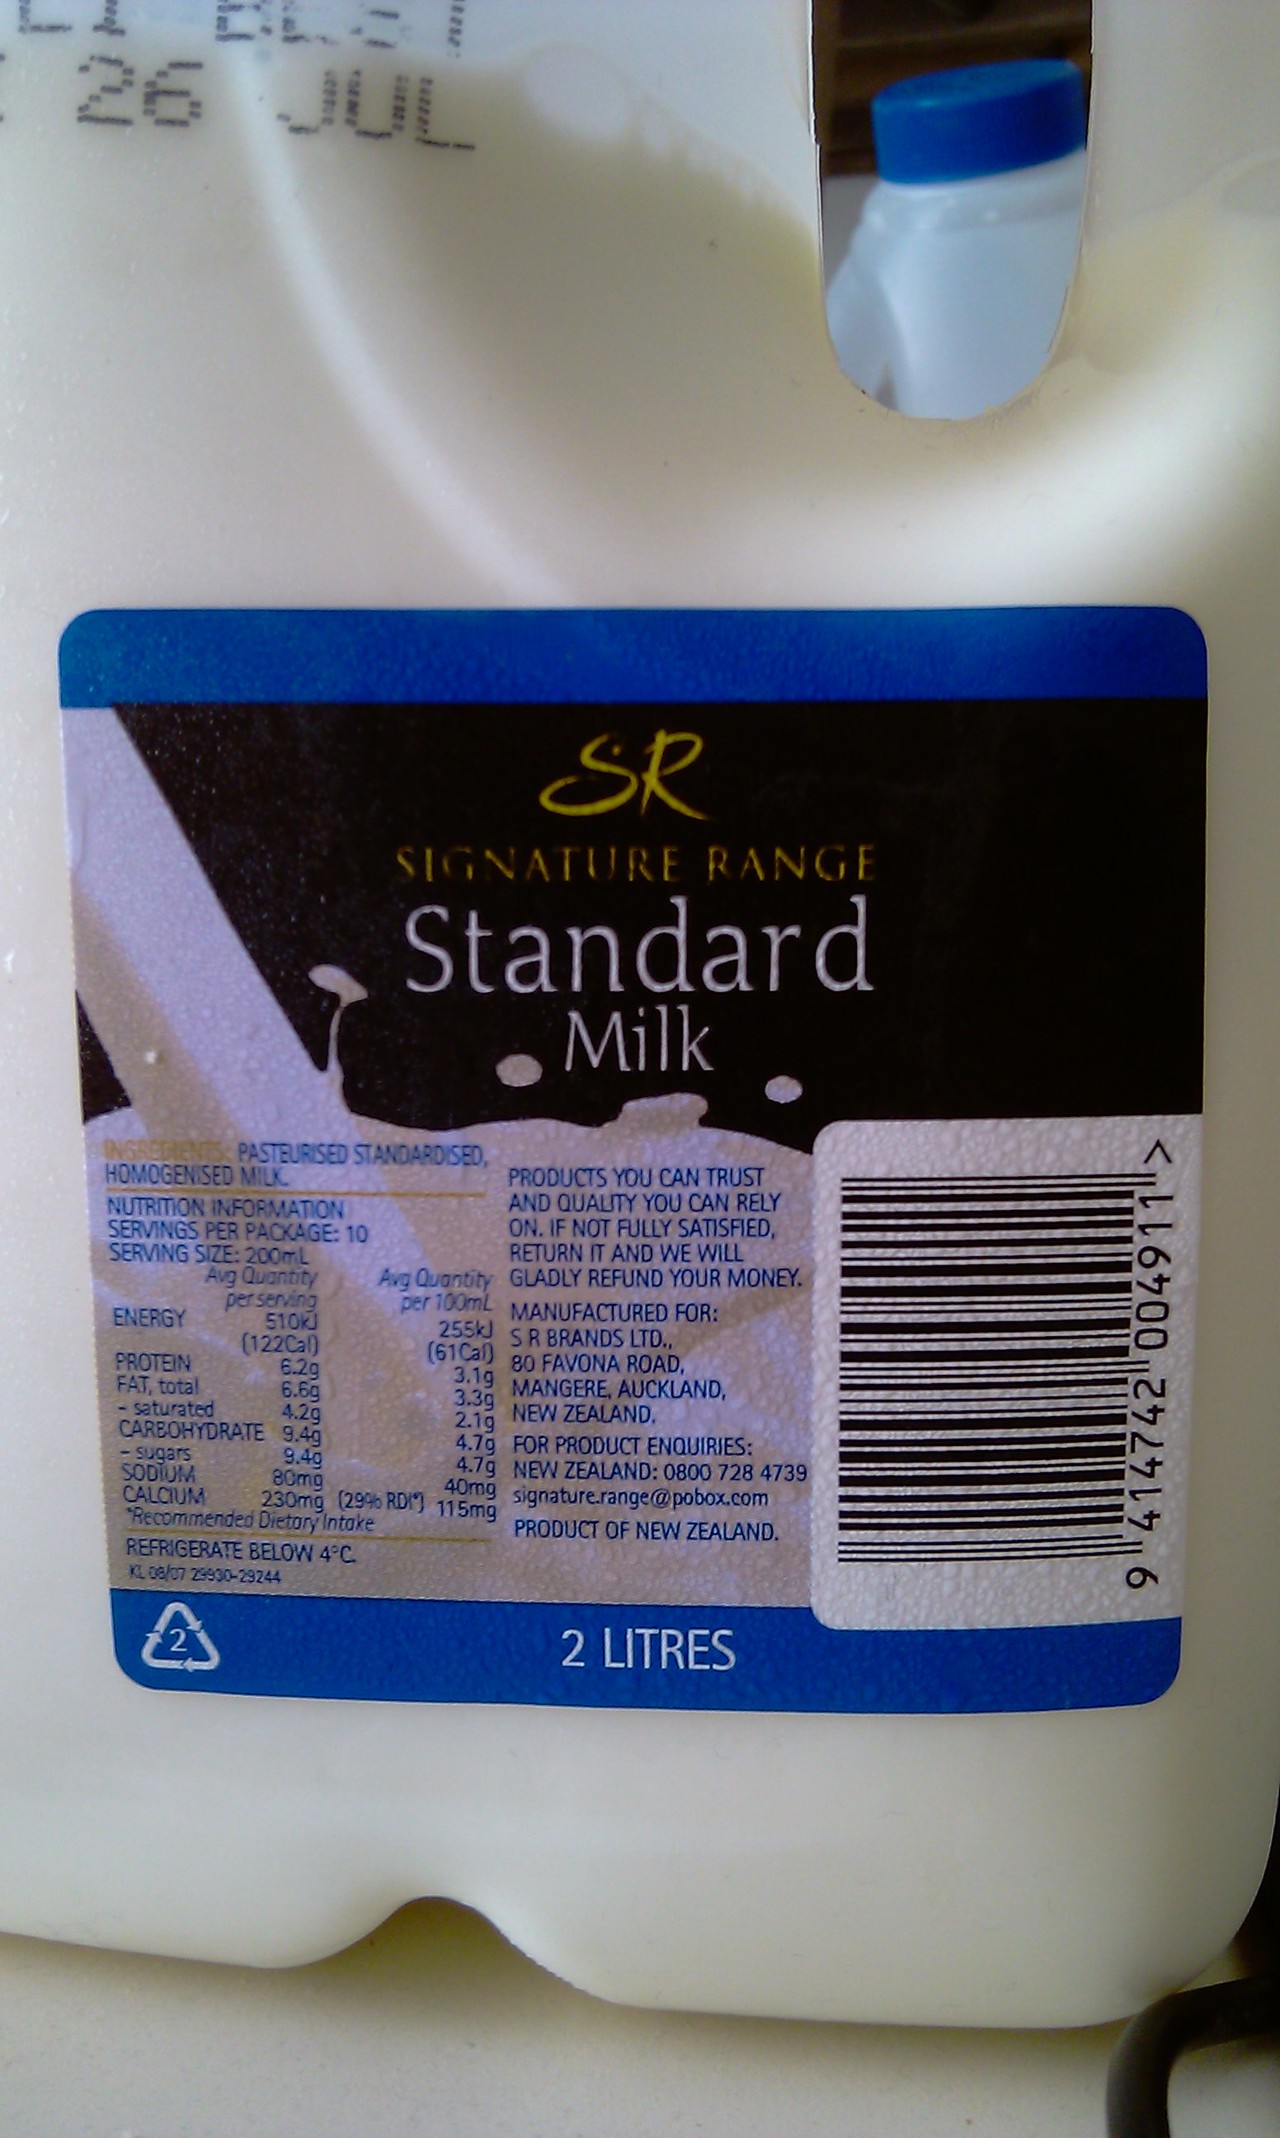 SR
SIGNATURE RANGE
Standard
Milk
INGREDIENTS: PASTEURISED STANDARDISED,
HOMOGENISED MILK.
NUTRITION INFORMATION
SERVINGS PER PACKAGE: 10
SERVING SIZE: 200mL
Avg Quantity Avg Quantity
per serving per 100mL
ENERGY 510kJ 255kJ
(122Cal) (61Cal)
PROTEIN 6.2g 3.1g
FAT, total 6.6g 3.3g
- saturated 4.2g 2.1g
CARBOHYDRATE 9.4g 4.7g
- sugars 9.4g 4.7g
SODIUM 80mg 40mg
CALCIUM 230mg (29% RDI*) 115mg
*Recommended Dietary Intake
REFRIGERATE BELOW 4°C.
KL 08/07 29930-29244
PRODUCTS YOU CAN TRUST
AND QUALITY YOU CAN RELY
ON. IF NOT FULLY SATISFIED,
RETURN IT AND WE WILL
GLADLY REFUND YOUR MONEY.
MANUFACTURED FOR:
S R BRANDS LTD.,
80 FAVONA ROAD,
MANGERE, AUCKLAND,
NEW ZEALAND.
FOR PRODUCT ENQUIRIES:
NEW ZEALAND: 0800 728 4739
signature.range@pobox.com
PRODUCT OF NEW ZEALAND.
9 414742 004911 >
2
2 LITRES